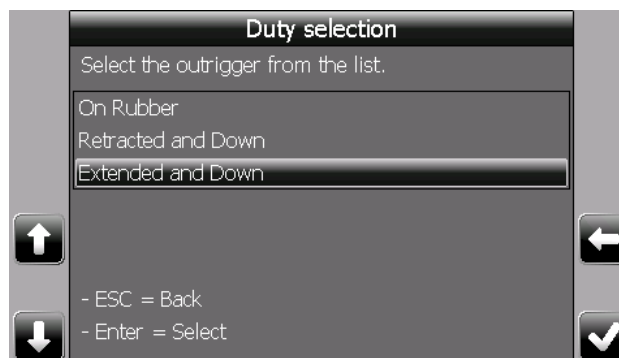 Duty selection
Select the outrigger from the list.
On Rubber
Retracted and Down
Extended and Down
- ESC = Back
- Enter = Select